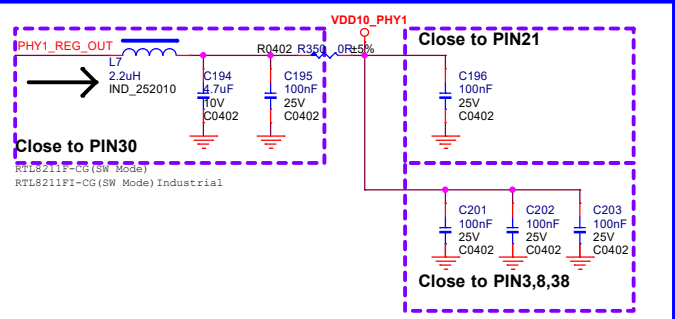 VDD10_PHY1
PHY1_REG_OUT
R0402 R350 0R±5%
Close to PIN21
L7
2.2uH
IND_252010
C194
4.7uF
10V
C0402
C195
100nF
25V
C0402
C196
100nF
25V
C0402
Close to PIN30
RTL8211F-CG(SW Mode)
RTL8211FI-CG(SW Mode)Industrial
C201
100nF
25V
C0402
C202
100nF
25V
C0402
C203
100nF
25V
C0402
Close to PIN3,8,38